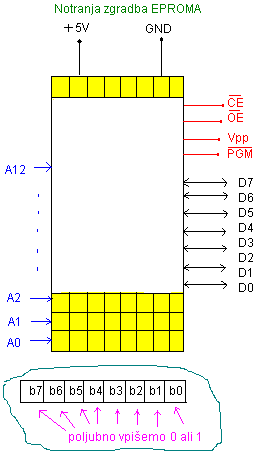 Notranja zgradba EPROMA
+5V GND
CE
OE
Vpp
PGM
A12
D7
D6
D5
D4
D3
D2
D1
D0
A2
A1
A0
b7 b6 b5 b4 b3 b2 b1 b0
poljubno vpišemo 0 ali 1